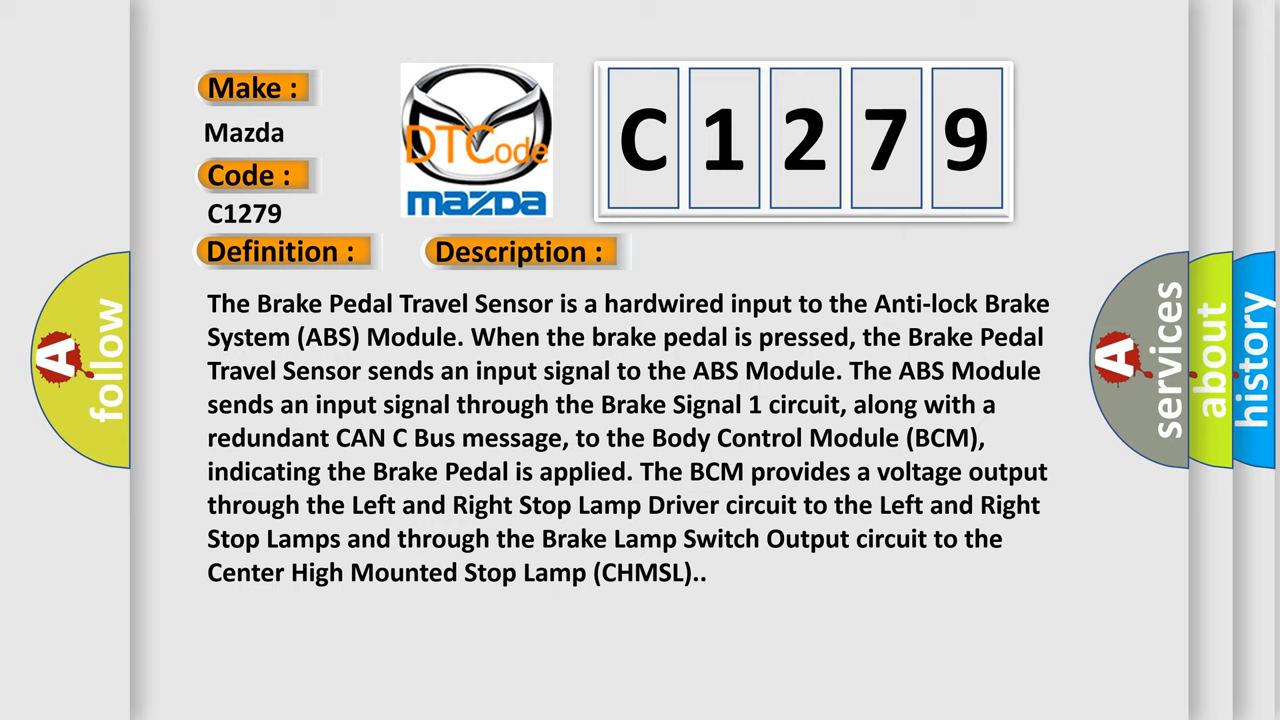 Make :
Mazda
Code :
C1279
Definition :
Description :
DTCode
mazda
C1279
The Brake Pedal Travel Sensor is a hardwired input to the Anti-lock Brake
System (ABS) Module. When the brake pedal is pressed, the Brake Pedal
Travel Sensor sends an input signal to the ABS Module. The ABS Module
sends an input signal through the Brake Signal 1 circuit, along with a
redundant CAN C Bus message, to the Body Control Module (BCM),
indicating the Brake Pedal is applied. The BCM provides a voltage output
through the Left and Right Stop Lamp Driver circuit to the Left and Right
Stop Lamps and through the Brake Lamp Switch Output circuit to the
Center High Mounted Stop Lamp (CHMSL)..
A
follow
A
services
about
history